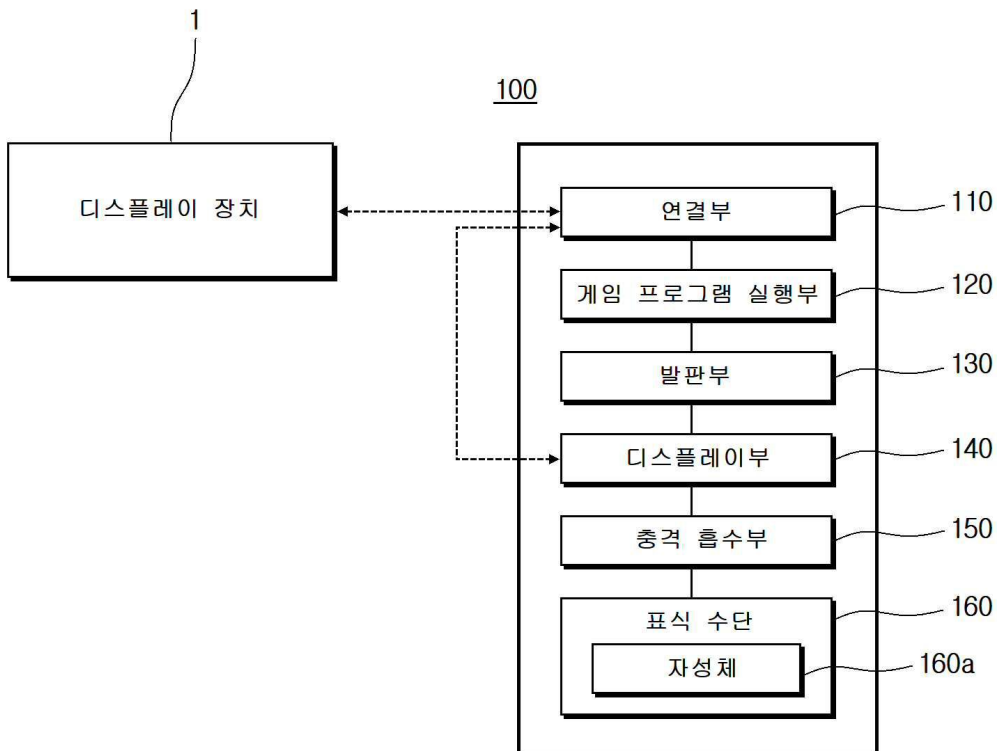 1
100
디스플레이 장치
연결부
110
게임 프로그램 실행부
120
발판부
130
디스플레이부
140
충격 흡수부
150
표식 수단
160
자성체
160a